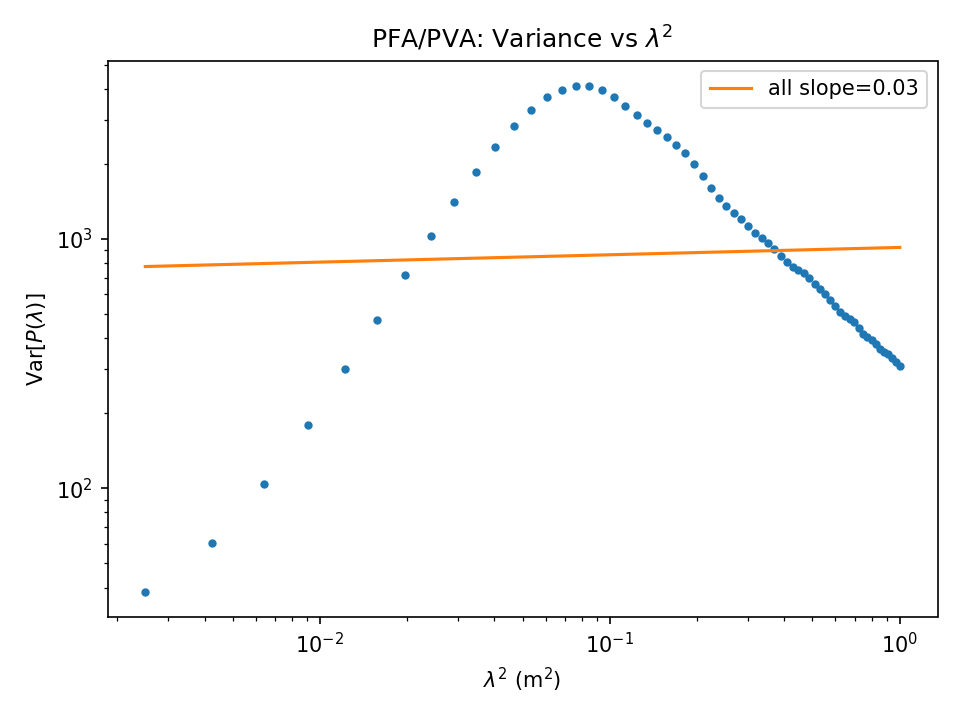 PFA/PVA: Variance vs λ²
all slope=0.03
Var[P(λ)]
10³
10²
10⁻²
10⁻¹
10⁰
λ² (m²)